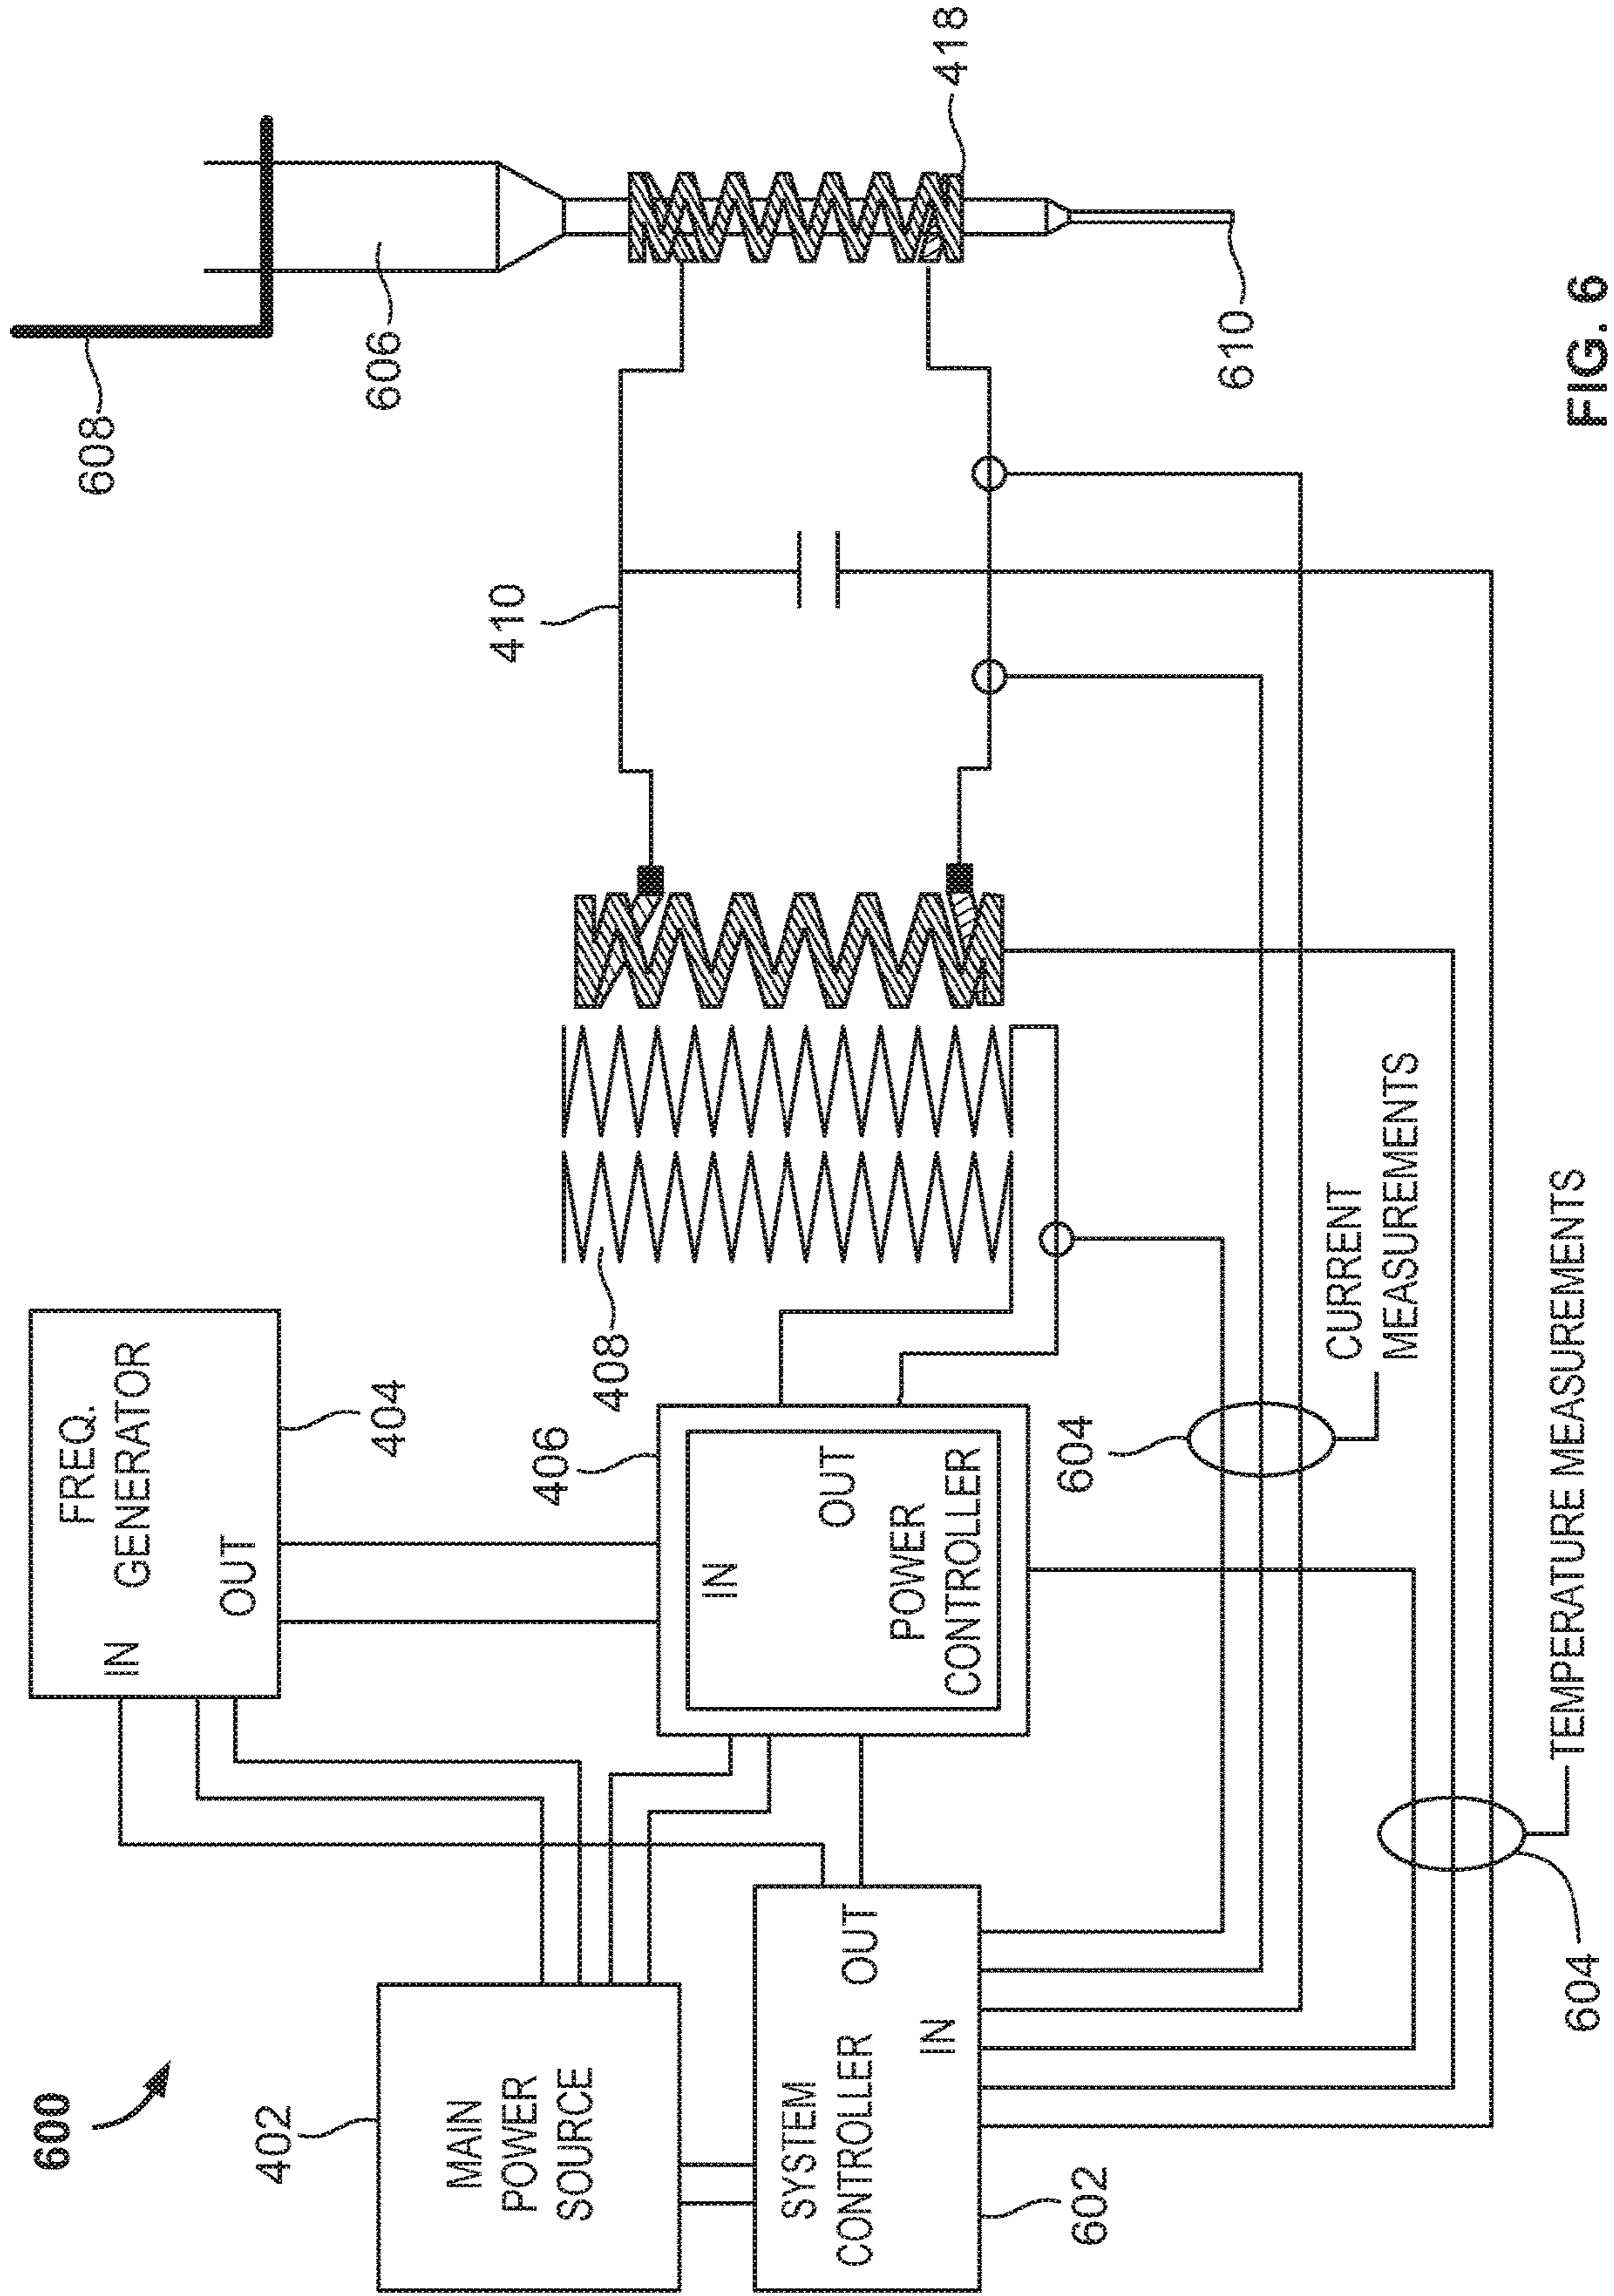 600
402
MAIN
POWER
SOURCE
SYSTEM
CONTROLLER
OUT
IN
602
FREQ.
GENERATOR
IN
OUT
404
406
IN
OUT
POWER
CONTROLLER
408
604
CURRENT
MEASUREMENTS
604
TEMPERATURE MEASUREMENTS
410
608
606
418
610
FIG. 6